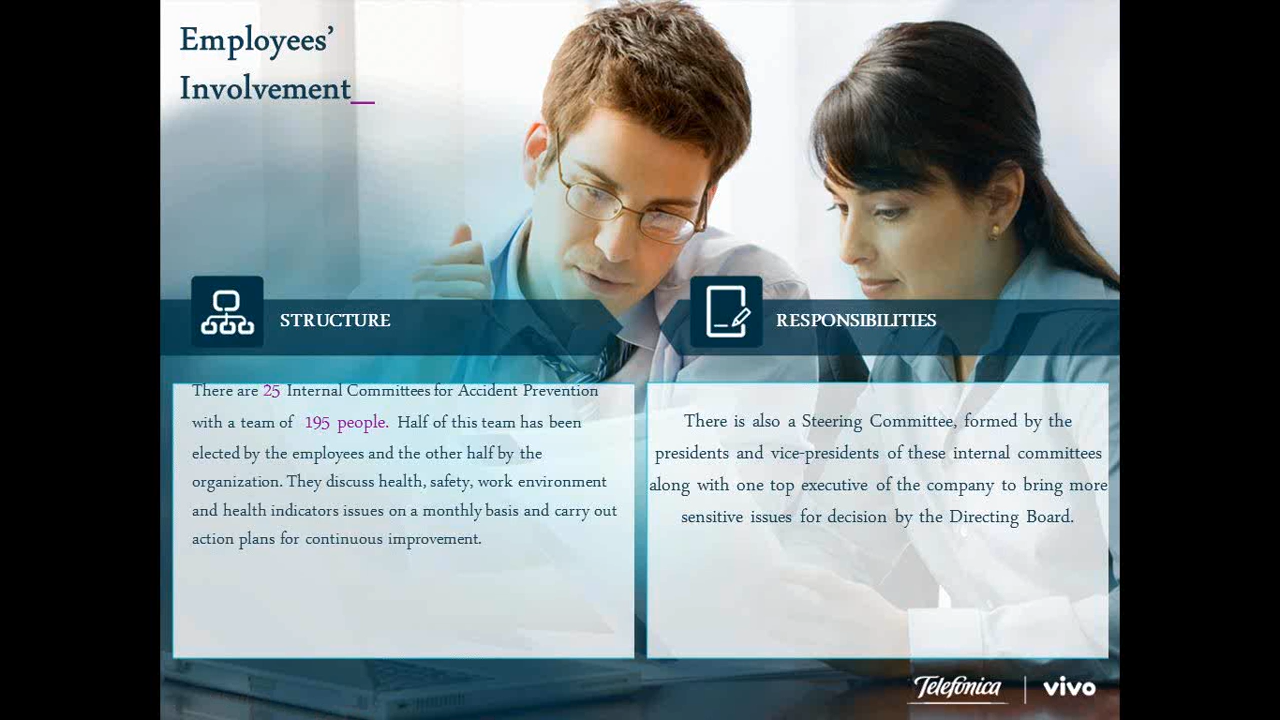 Employees’
Involvement_
STRUCTURE
RESPONSIBILITIES
There are 25 Internal Committees for Accident Prevention
with a team of 195 people. Half of this team has been
elected by the employees and the other half by the
organization. They discuss health, safety, work environment
and health indicators issues on a monthly basis and carry out
action plans for continuous improvement.
There is also a Steering Committee, formed by the
presidents and vice-presidents of these internal committees
along with one top executive of the company to bring more
sensitive issues for decision by the Directing Board.
Telefónica | vivo